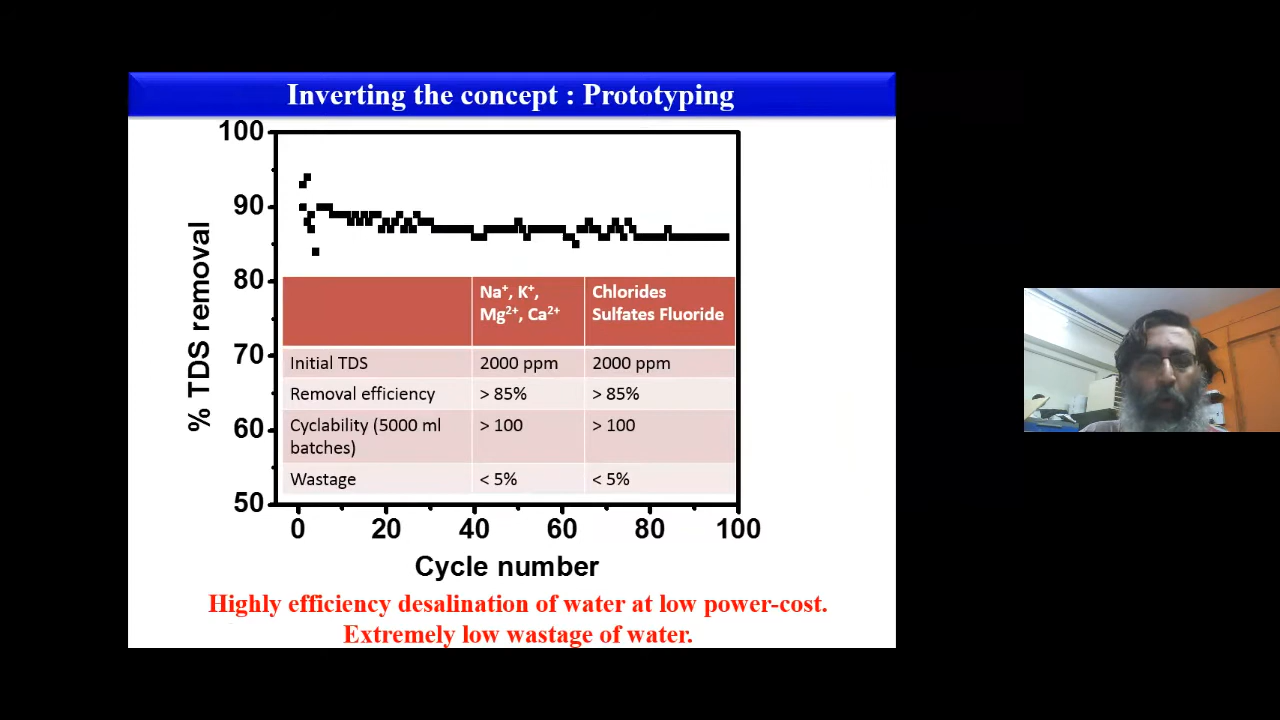 Inverting the concept : Prototyping
100
90
80
70
60
50
% TDS removal
Na⁺, K⁺, Mg²⁺, Ca²⁺
Chlorides Sulfates Fluoride
Initial TDS 2000 ppm 2000 ppm
Removal efficiency > 85% > 85%
Cyclability (5000 ml batches) > 100 > 100
Wastage < 5% < 5%
0 20 40 60 80 100
Cycle number
Highly efficiency desalination of water at low power-cost.
Extremely low wastage of water.